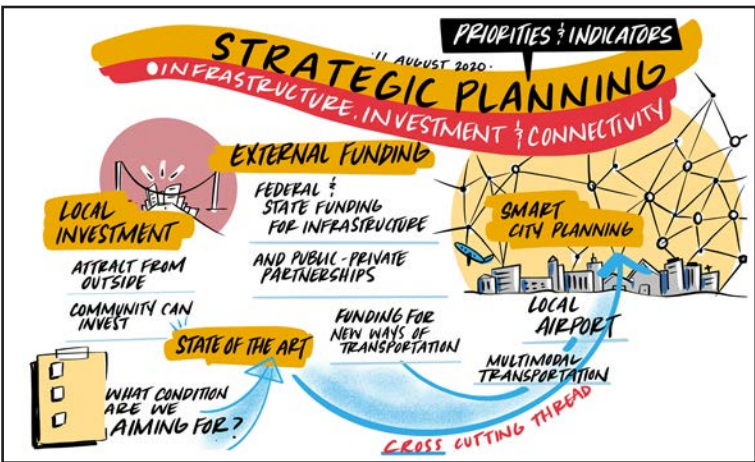 PRIORITIES & INDICATORS
STRATEGIC PLANNING
·11 AUGUST 2020·
INFRASTRUCTURE, INVESTMENT & CONNECTIVITY
LOCAL
INVESTMENT
ATTRACT FROM
OUTSIDE
COMMUNITY CAN
INVEST
EXTERNAL FUNDING
FEDERAL &
STATE FUNDING
FOR INFRASTRUCTURE
AND PUBLIC-PRIVATE
PARTNERSHIPS
FUNDING FOR
NEW WAYS OF
TRANSPORTATION
SMART
CITY PLANNING
LOCAL
AIRPORT
MULTIMODAL
TRANSPORTATION
STATE OF THE ART
WHAT CONDITION
ARE WE
AIMING FOR?
CROSS CUTTING THREAD